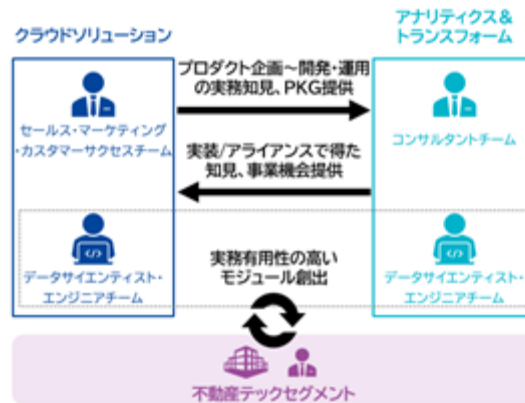 クラウドソリューション
アナリティクス&
トランスフォーム
プロダクト企画～開発・運用
の実務知見、PKG提供
セールス・マーケティング
・カスタマーサクセスチーム
コンサルタントチーム
実装/アライアンスで得た
知見、事業機会提供
データサイエンティスト・
エンジニアチーム
実務有用性の高い
モジュール創出
データサイエンティスト・
エンジニアチーム
不動産テックセグメント